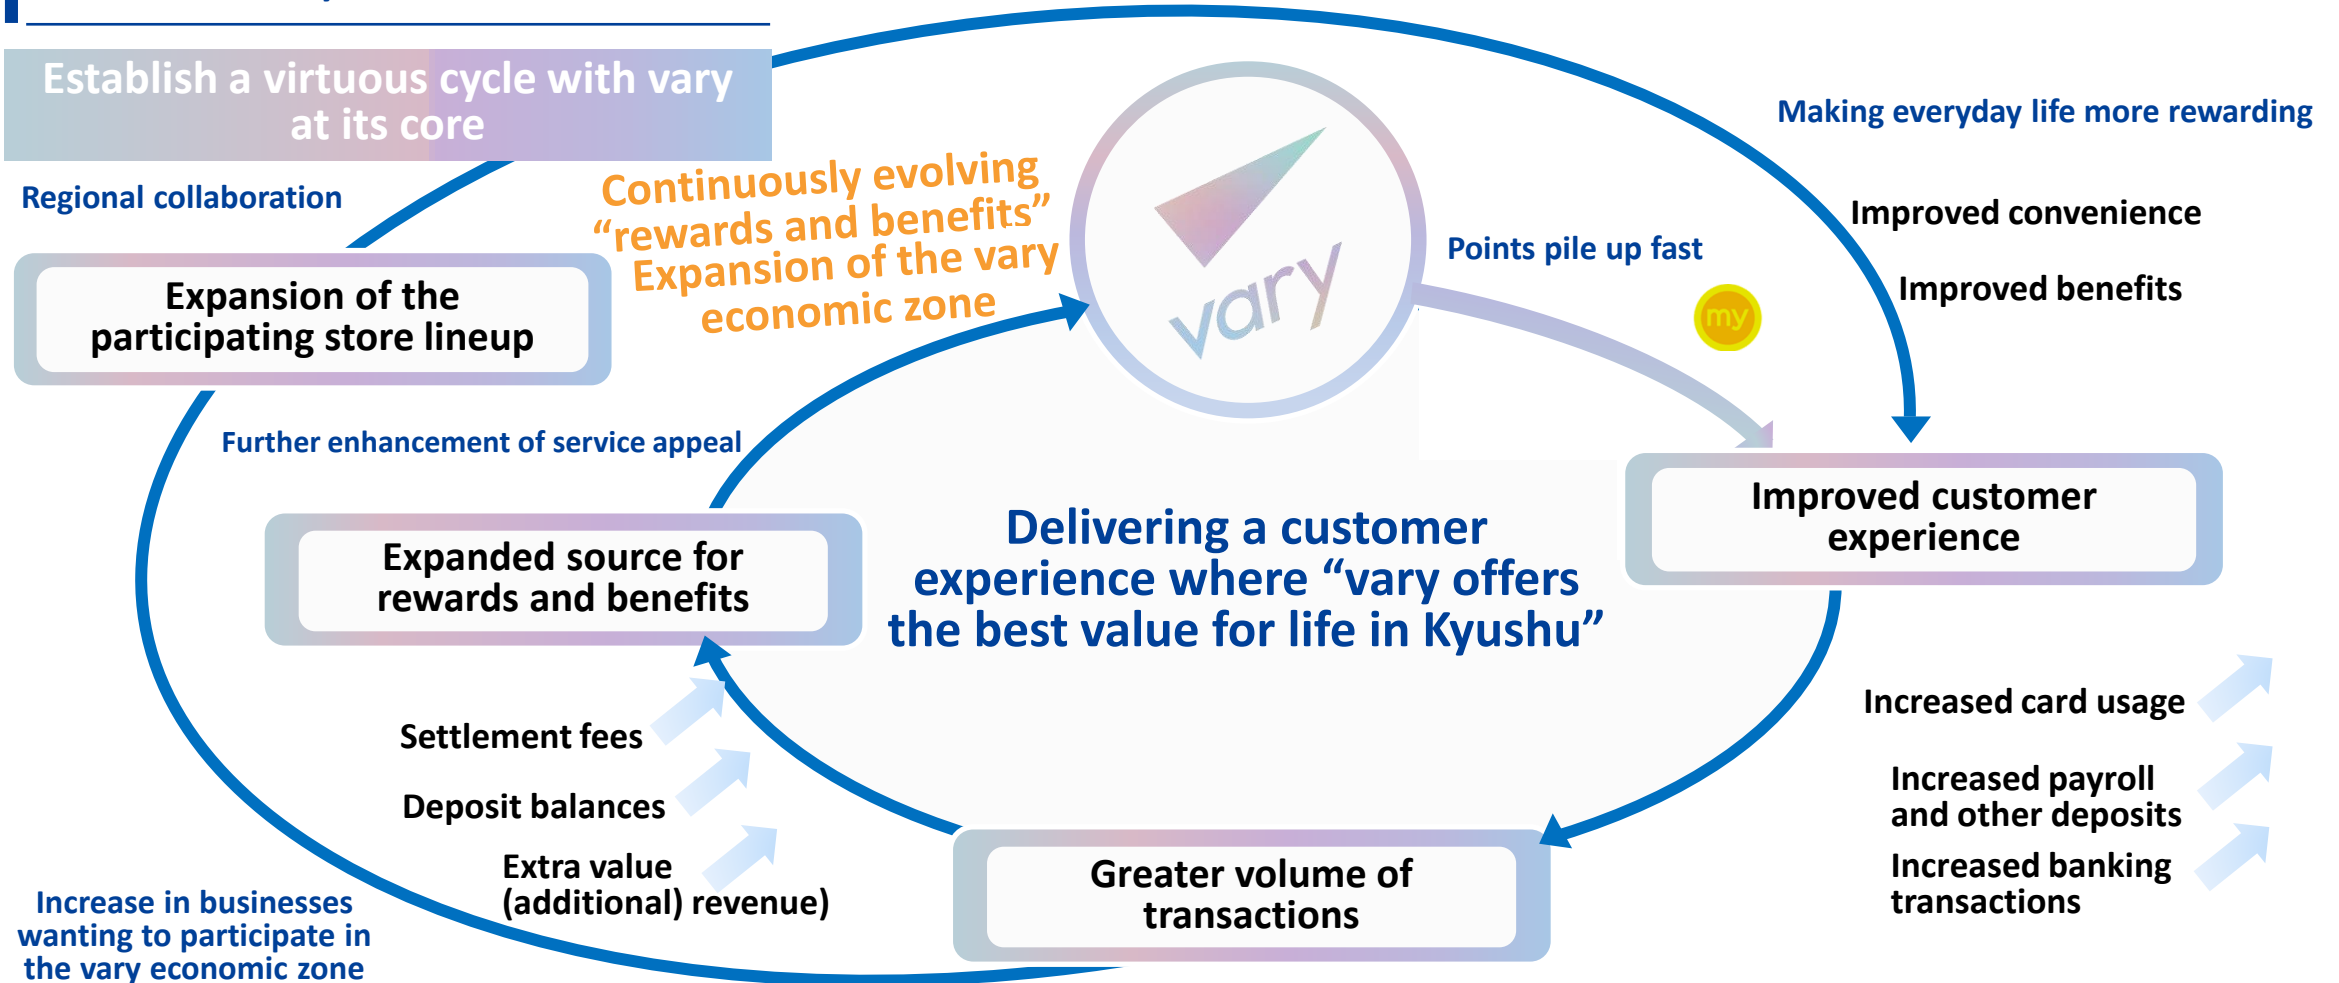 Establish a virtuous cycle with vary
at its core
Making everyday life more rewarding
Regional collaboration
Continuously evolving
“rewards and benefits”
Expansion of the vary
economic zone
vary
Points pile up fast
my
Improved convenience
Improved benefits
Expansion of the
participating store lineup
Further enhancement of service appeal
Improved customer
experience
Expanded source for
rewards and benefits
Delivering a customer
experience where “vary offers
the best value for life in Kyushu”
Settlement fees
Deposit balances
Extra value
(additional) revenue)
Increased card usage
Increased payroll
and other deposits
Increased banking
transactions
Greater volume of
transactions
Increase in businesses
wanting to participate in
the vary economic zone